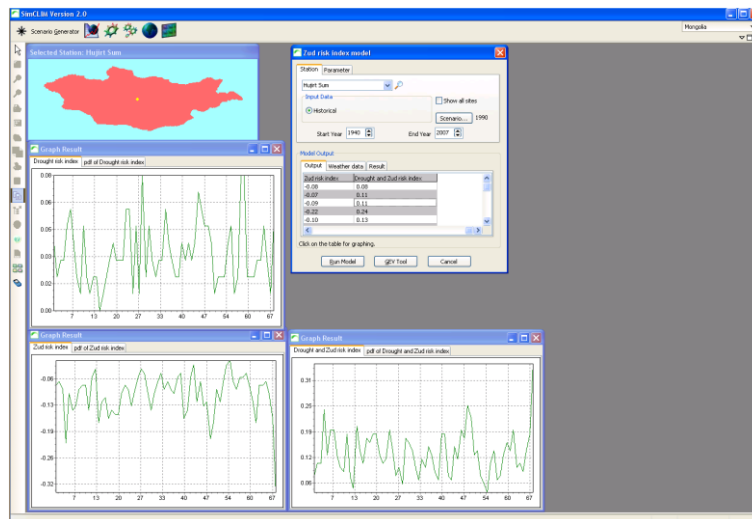 SimCLIM Version 2.0
Scenario Generator
Mongolia
Selected Station: Hujirt Sum
Graph Result
Drought risk index pdf of Drought risk index
0.08
0.06
0.05
0.03
0.02
0.00
7 13 20 27 33 40 47 54 60 67
Zud risk index model
Station Parameter
Hujirt Sum
Input Data
Historical
Show all sites
Scenario... 1990
Start Year 1940 End Year 2007
Model Output
Output Weather data Result
Zud risk index Drought and Zud risk index
-0.08 0.08
-0.07 0.11
-0.09 0.11
-0.22 0.24
-0.10 0.13
Click on the table for graphing.
Run Model GEV Tool Cancel
Graph Result
Zud risk index pdf of Zud risk index
-0.06
-0.13
-0.19
-0.26
-0.32
7 13 20 27 33 40 47 54 60 67
Graph Result
Drought and Zud risk index pdf of Drought and Zud risk index
0.31
0.25
0.19
0.12
0.06
7 13 20 27 33 40 47 54 60 67